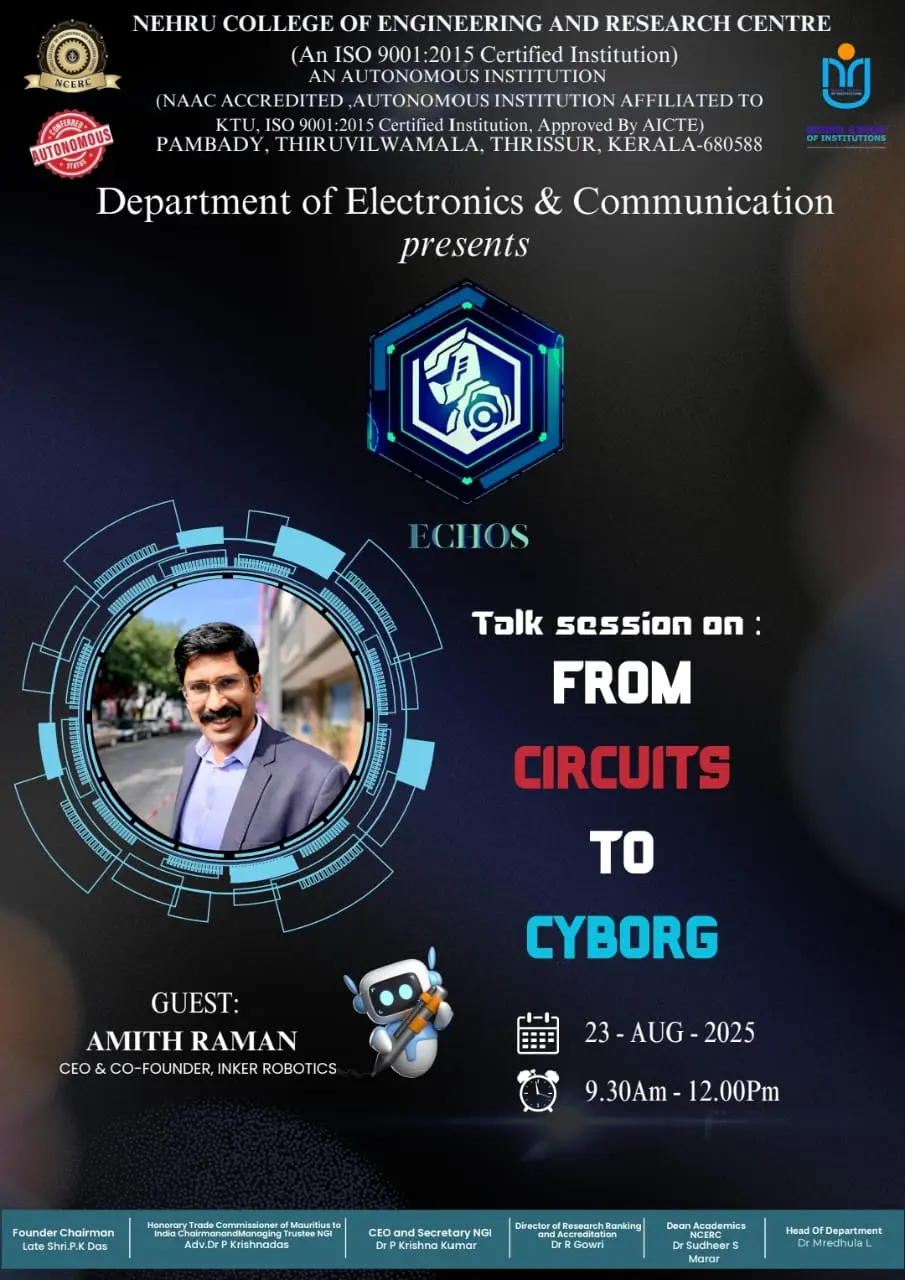 NEHRU COLLEGE OF ENGINEERING AND RESEARCH CENTRE
(An ISO 9001:2015 Certified Institution)
AN AUTONOMOUS INSTITUTION
(NAAC ACCREDITED ,AUTONOMOUS INSTITUTION AFFILIATED TO
KTU, ISO 9001:2015 Certified Institution, Approved By AICTE)
PAMBADY, THIRUVILWAMALA, THRISSUR, KERALA-680588
NCERC
CONFERRED
AUTONOMOUS
STATUS
OF INSTITUTIONS
Department of Electronics & Communication
presents
ECHOS
Talk session on :
FROM
CIRCUITS
TO
CYBORG
GUEST:
AMITH RAMAN
CEO & CO-FOUNDER, INKER ROBOTICS
23 - AUG - 2025
9.30Am - 12.00Pm
Founder Chairman
Late Shri.P.K Das
Honorary Trade Commissioner of Mauritius to
India ChairmanandManaging Trustee NGI
Adv.Dr P Krishnadas
CEO and Secretary NGI
Dr P Krishna Kumar
Director of Research Ranking
and Accreditation
Dr R Gowri
Dean Academics
NCERC
Dr Sudheer S
Marar
Head Of Department
Dr Mredhula L